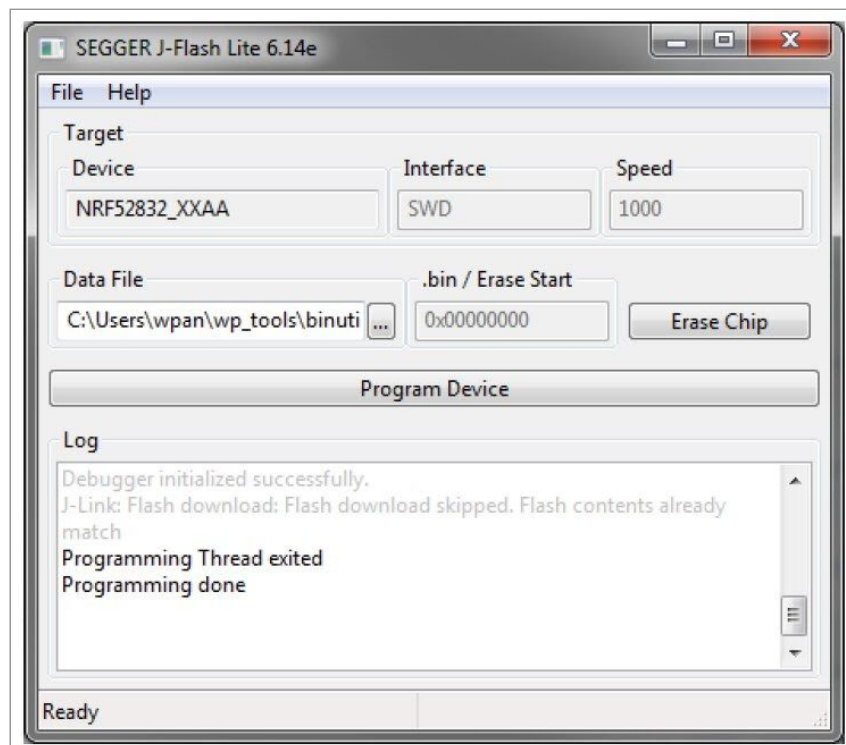 SEGGER J-Flash Lite 6.14e
File Help
Target
Device Interface Speed
NRF52832_XXAA SWD 1000
Data File .bin / Erase Start
C:\Users\wpan\wp_tools\binuti ... 0x00000000 Erase Chip
Program Device
Log
Debugger initialized successfully.
J-Link: Flash download: Flash download skipped. Flash contents already
match
Programming Thread exited
Programming done
Ready